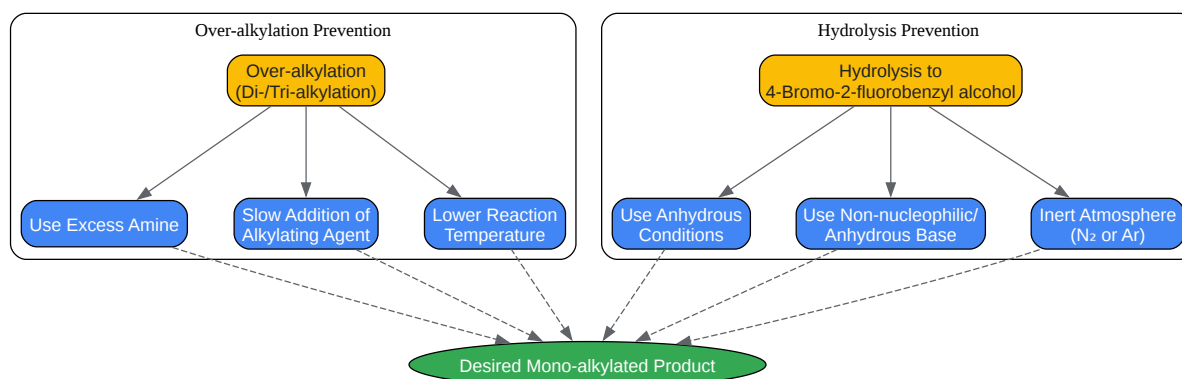 Over-alkylation Prevention
Over-alkylation
(Di-/Tri-alkylation)
Use Excess Amine
Slow Addition of
Alkylating Agent
Lower Reaction
Temperature
Hydrolysis Prevention
Hydrolysis to
4-Bromo-2-fluorobenzyl alcohol
Use Anhydrous
Conditions
Use Non-nucleophilic/
Anhydrous Base
Inert Atmosphere
(N₂ or Ar)
Desired Mono-alkylated Product